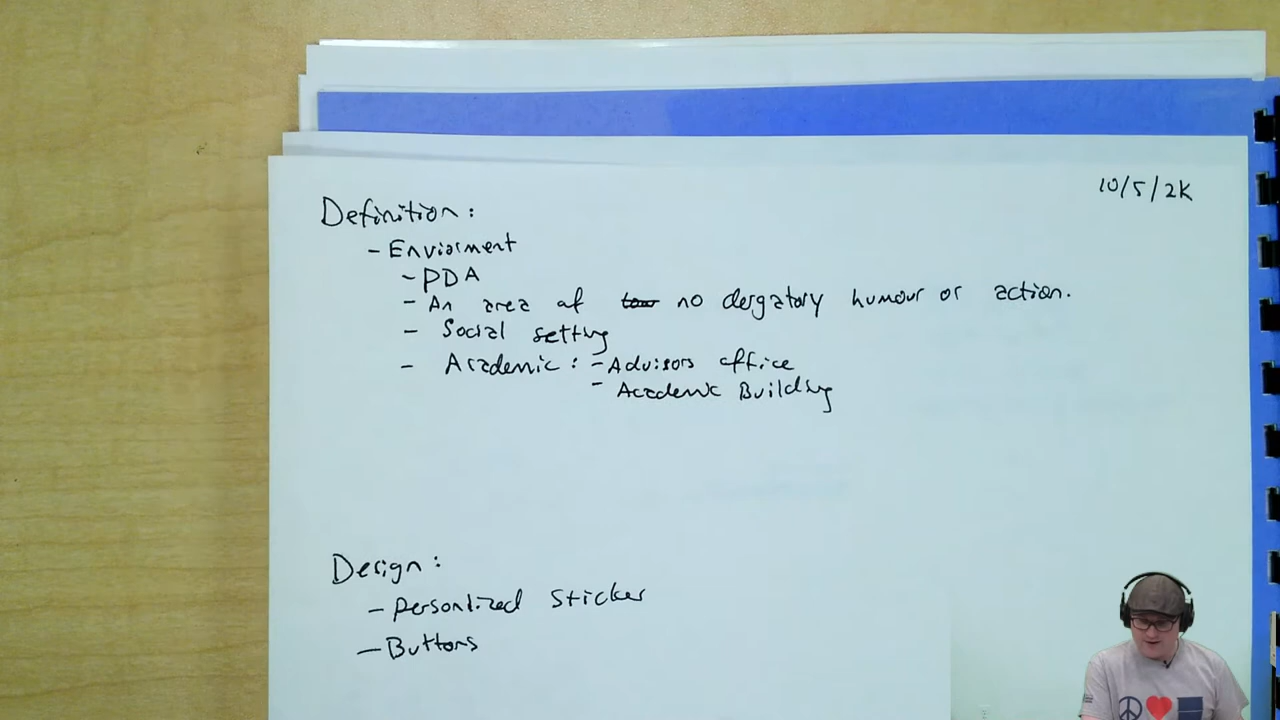 10/5/2K
Definition:
- Enviorment
- PDA
- An area of no dergatory humour or action.
- Social setting
- Academic: - Advisors office
- Academic Building
Design:
- Personlized Sticker
- Buttons